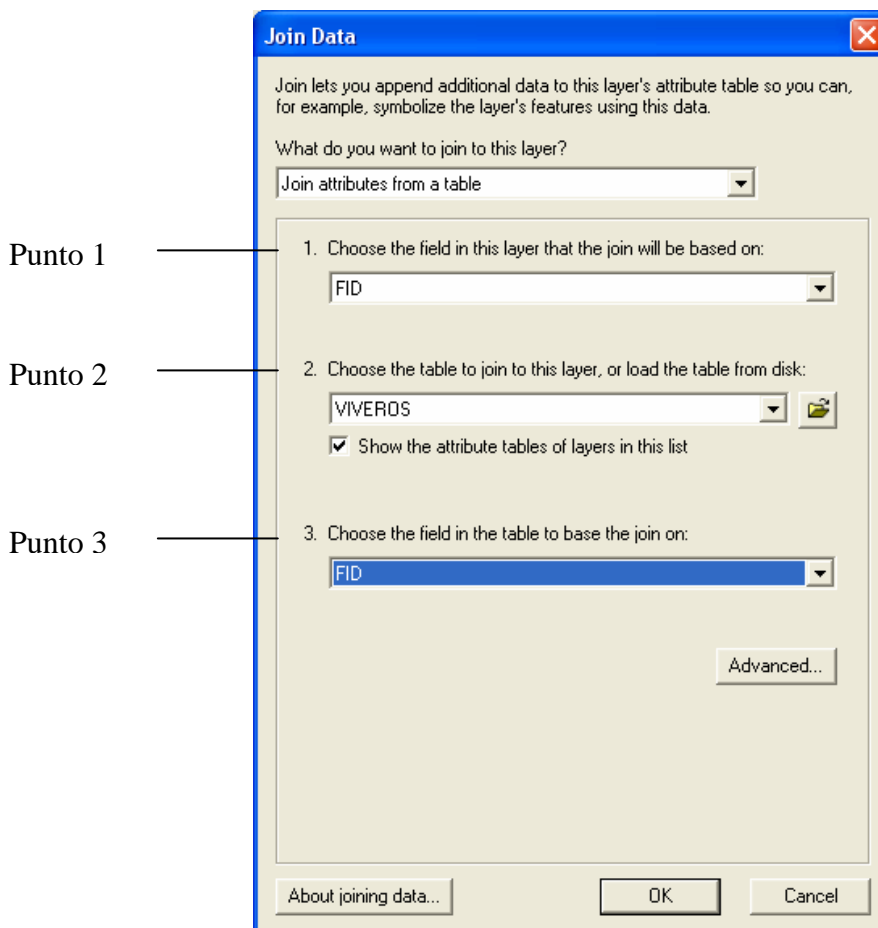 Join Data
Join lets you append additional data to this layer's attribute table so you can,
for example, symbolize the layer's features using this data.
What do you want to join to this layer?
Join attributes from a table
Punto 1
1. Choose the field in this layer that the join will be based on:
FID
Punto 2
2. Choose the table to join to this layer, or load the table from disk:
VIVEROS
Show the attribute tables of layers in this list
Punto 3
3. Choose the field in the table to base the join on:
FID
Advanced...
About joining data...
OK
Cancel